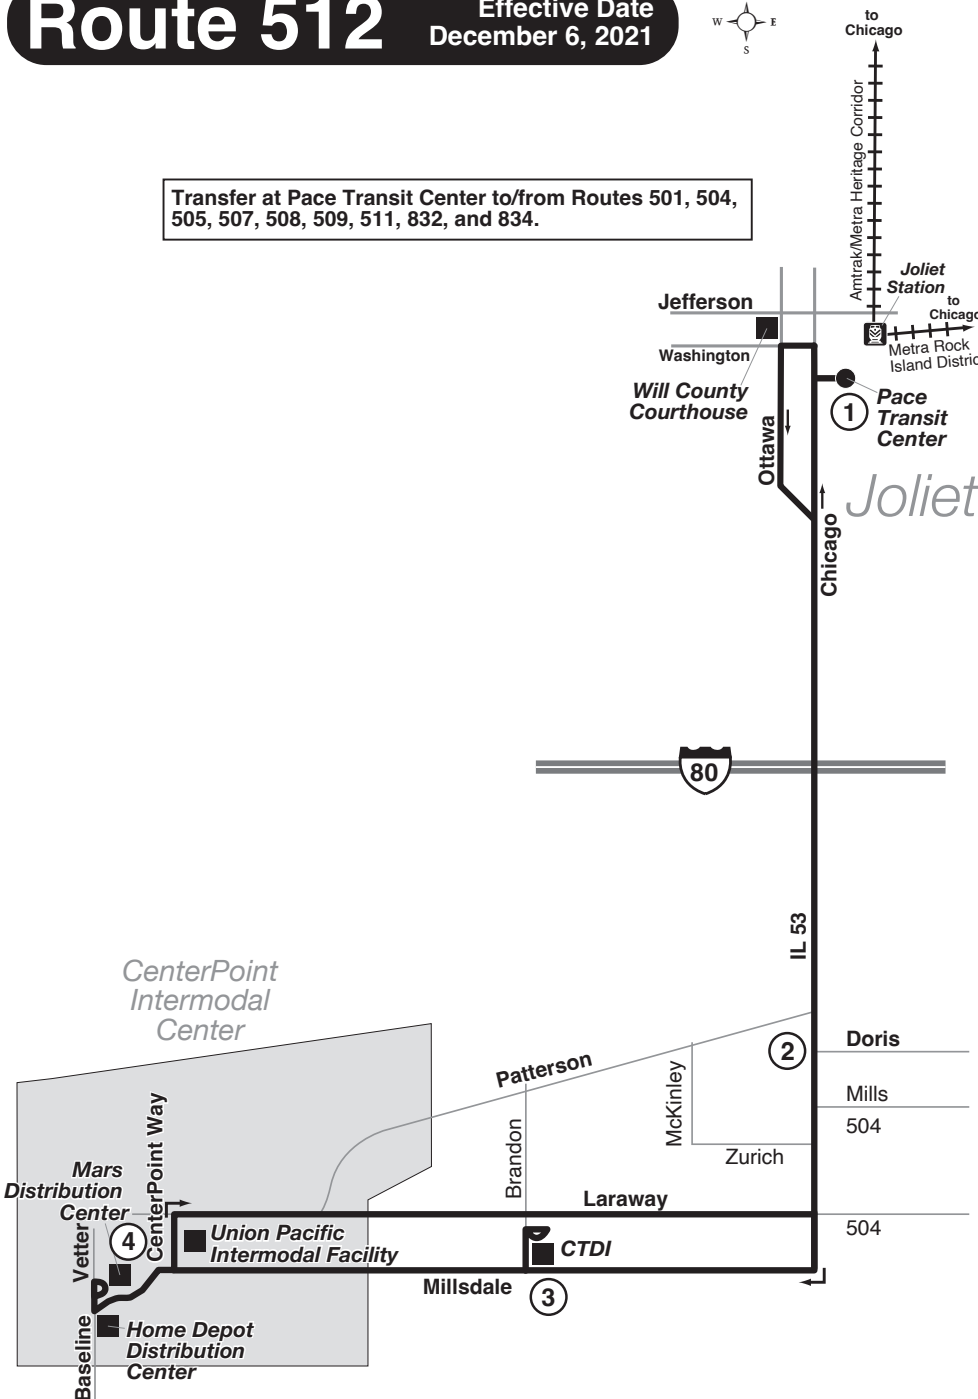 Route 512
Effective Date
December 6, 2021
W
E
S
to
Chicago
Amtrak/Metra Heritage Corridor
Transfer at Pace Transit Center to/from Routes 501, 504,
505, 507, 508, 509, 511, 832, and 834.
Joliet
Station
to
Chicago
Metra Rock
Island Distric
Jefferson
Washington
Will County
Courthouse
1
Pace
Transit
Center
Ottawa
Joliet
Chicago
80
IL 53
CenterPoint
Intermodal
Center
2
Doris
Patterson
McKinley
Mills
504
Brandon
Zurich
CenterPoint Way
Mars
Distribution
Center
Laraway
504
4
Vetter
Union Pacific
Intermodal Facility
CTDI
Millsdale
3
Baseline
Home Depot
Distribution
Center